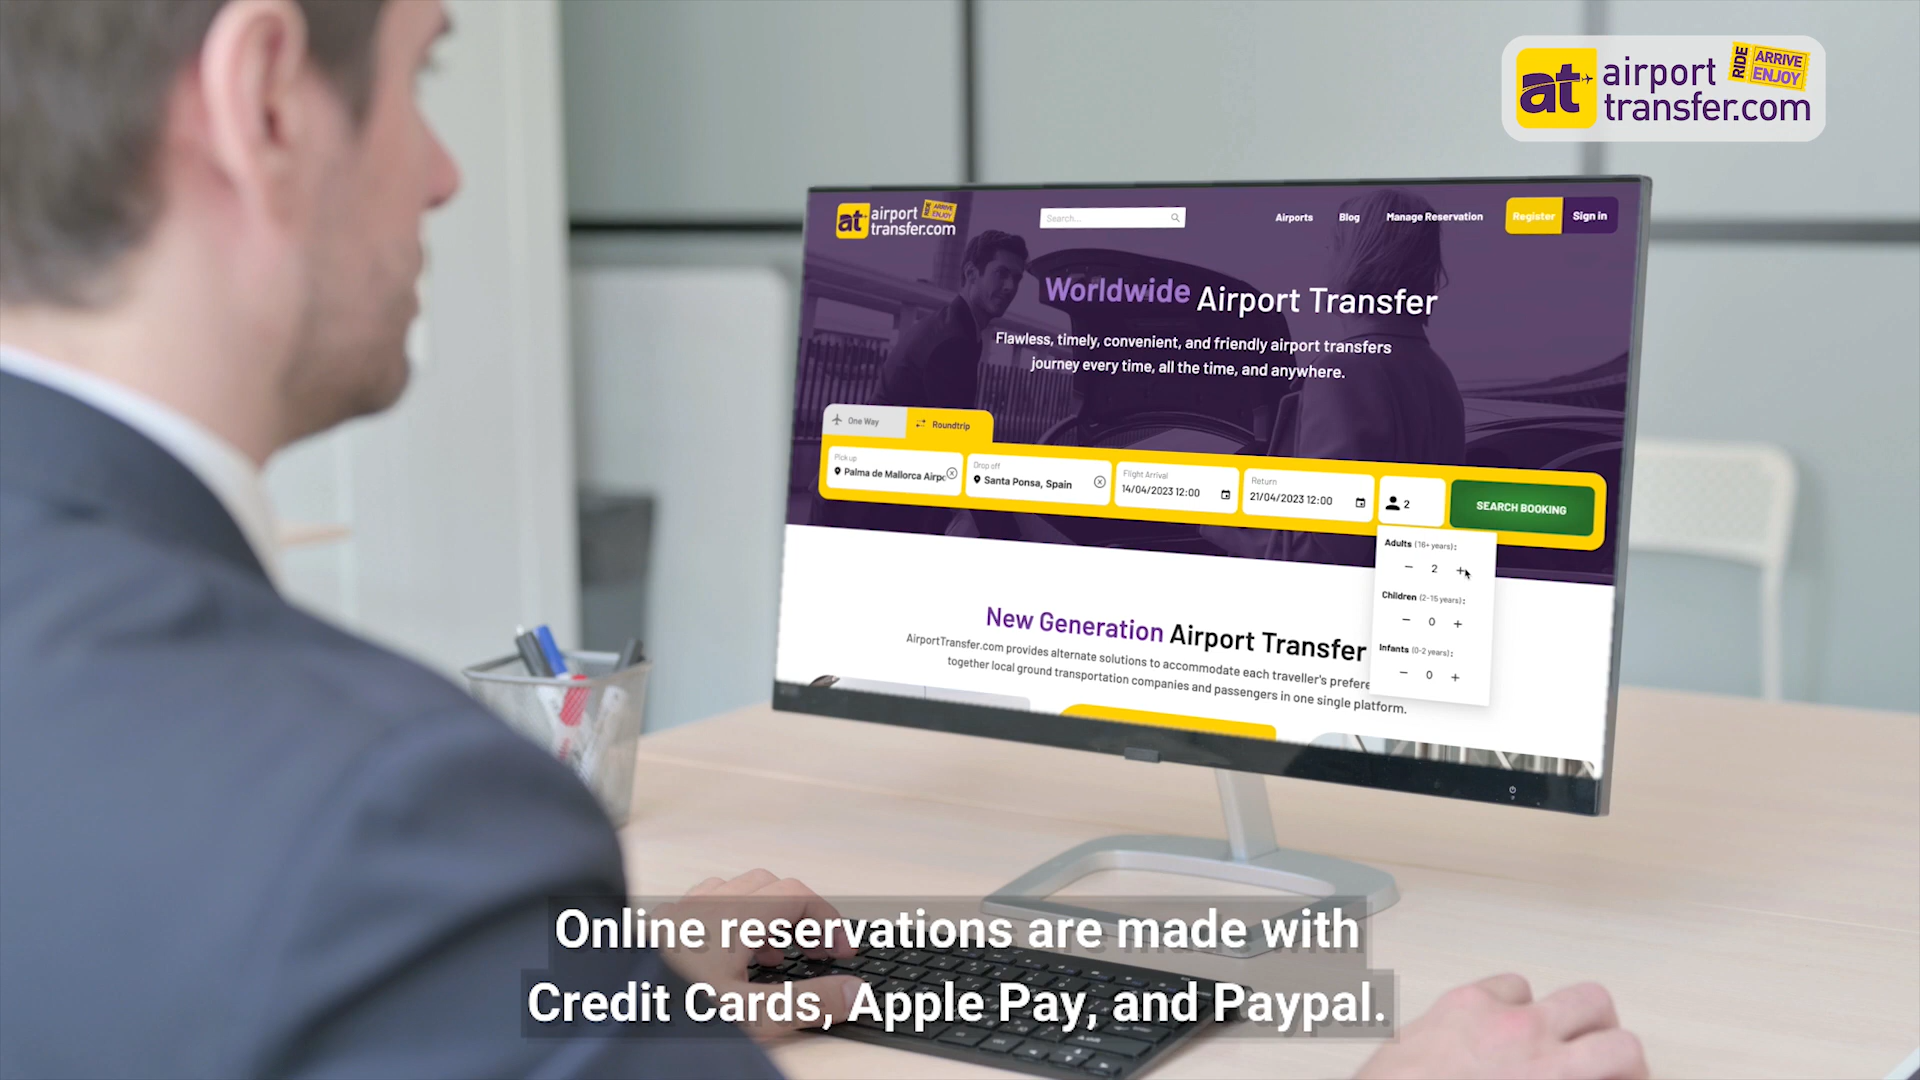 at airport
transfer.com
RIDE
ARRIVE
ENJOY
at airport
transfer.com
RIDE
ARRIVE
ENJOY
Search...
Airports Blog Manage Reservation Register Sign in
Worldwide Airport Transfer
Flawless, timely, convenient, and friendly airport transfers
journey every time, all the time, and anywhere.
One Way Roundtrip
Pick up
Palma de Mallorca Airpo
Drop off
Santa Ponsa, Spain
Flight Arrival
14/04/2023 12:00
Return
21/04/2023 12:00
2
SEARCH BOOKING
Adults (16+ years):
− 2 +
Children (2-15 years):
− 0 +
Infants (0-2 years):
− 0 +
New Generation Airport Transfer
AirportTransfer.com provides alternate solutions to accommodate each traveller's prefere
together local ground transportation companies and passengers in one single platform.
Online reservations are made with
Credit Cards, Apple Pay, and Paypal.